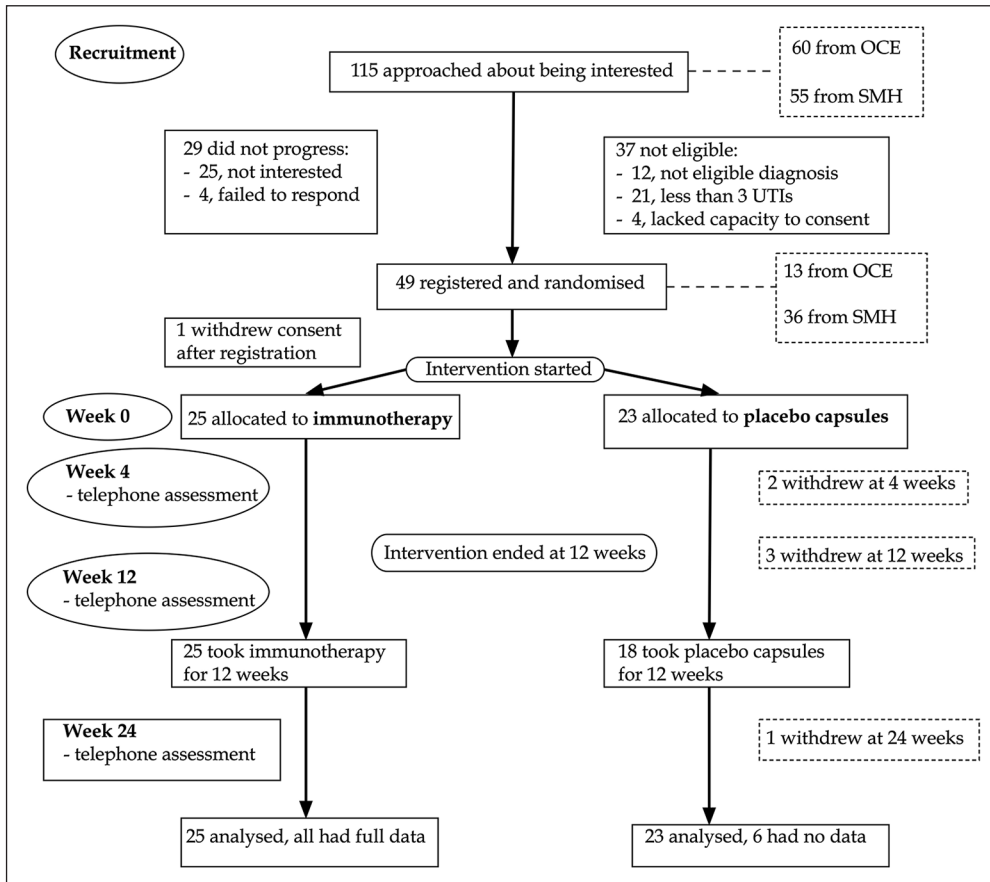 Recruitment
115 approached about being interested
60 from OCE
55 from SMH
29 did not progress:
- 25, not interested
- 4, failed to respond
37 not eligible:
- 12, not eligible diagnosis
- 21, less than 3 UTIs
- 4, lacked capacity to consent
49 registered and randomised
13 from OCE
36 from SMH
1 withdrew consent
after registration
Intervention started
Week 0
25 allocated to immunotherapy
23 allocated to placebo capsules
Week 4
- telephone assessment
2 withdrew at 4 weeks
Intervention ended at 12 weeks
3 withdrew at 12 weeks
Week 12
- telephone assessment
25 took immunotherapy
for 12 weeks
18 took placebo capsules
for 12 weeks
Week 24
- telephone assessment
1 withdrew at 24 weeks
25 analysed, all had full data
23 analysed, 6 had no data